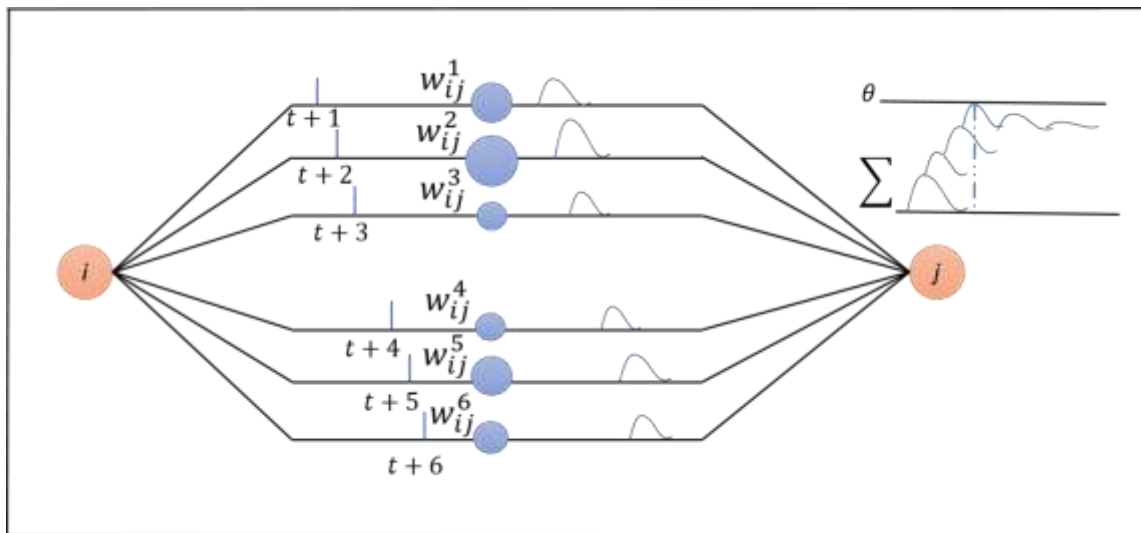 w_{ij}^1
θ
t + 1
w_{ij}^2
t + 2
w_{ij}^3
∑
t + 3
i
j
w_{ij}^4
t + 4
w_{ij}^5
t + 5
w_{ij}^6
t + 6